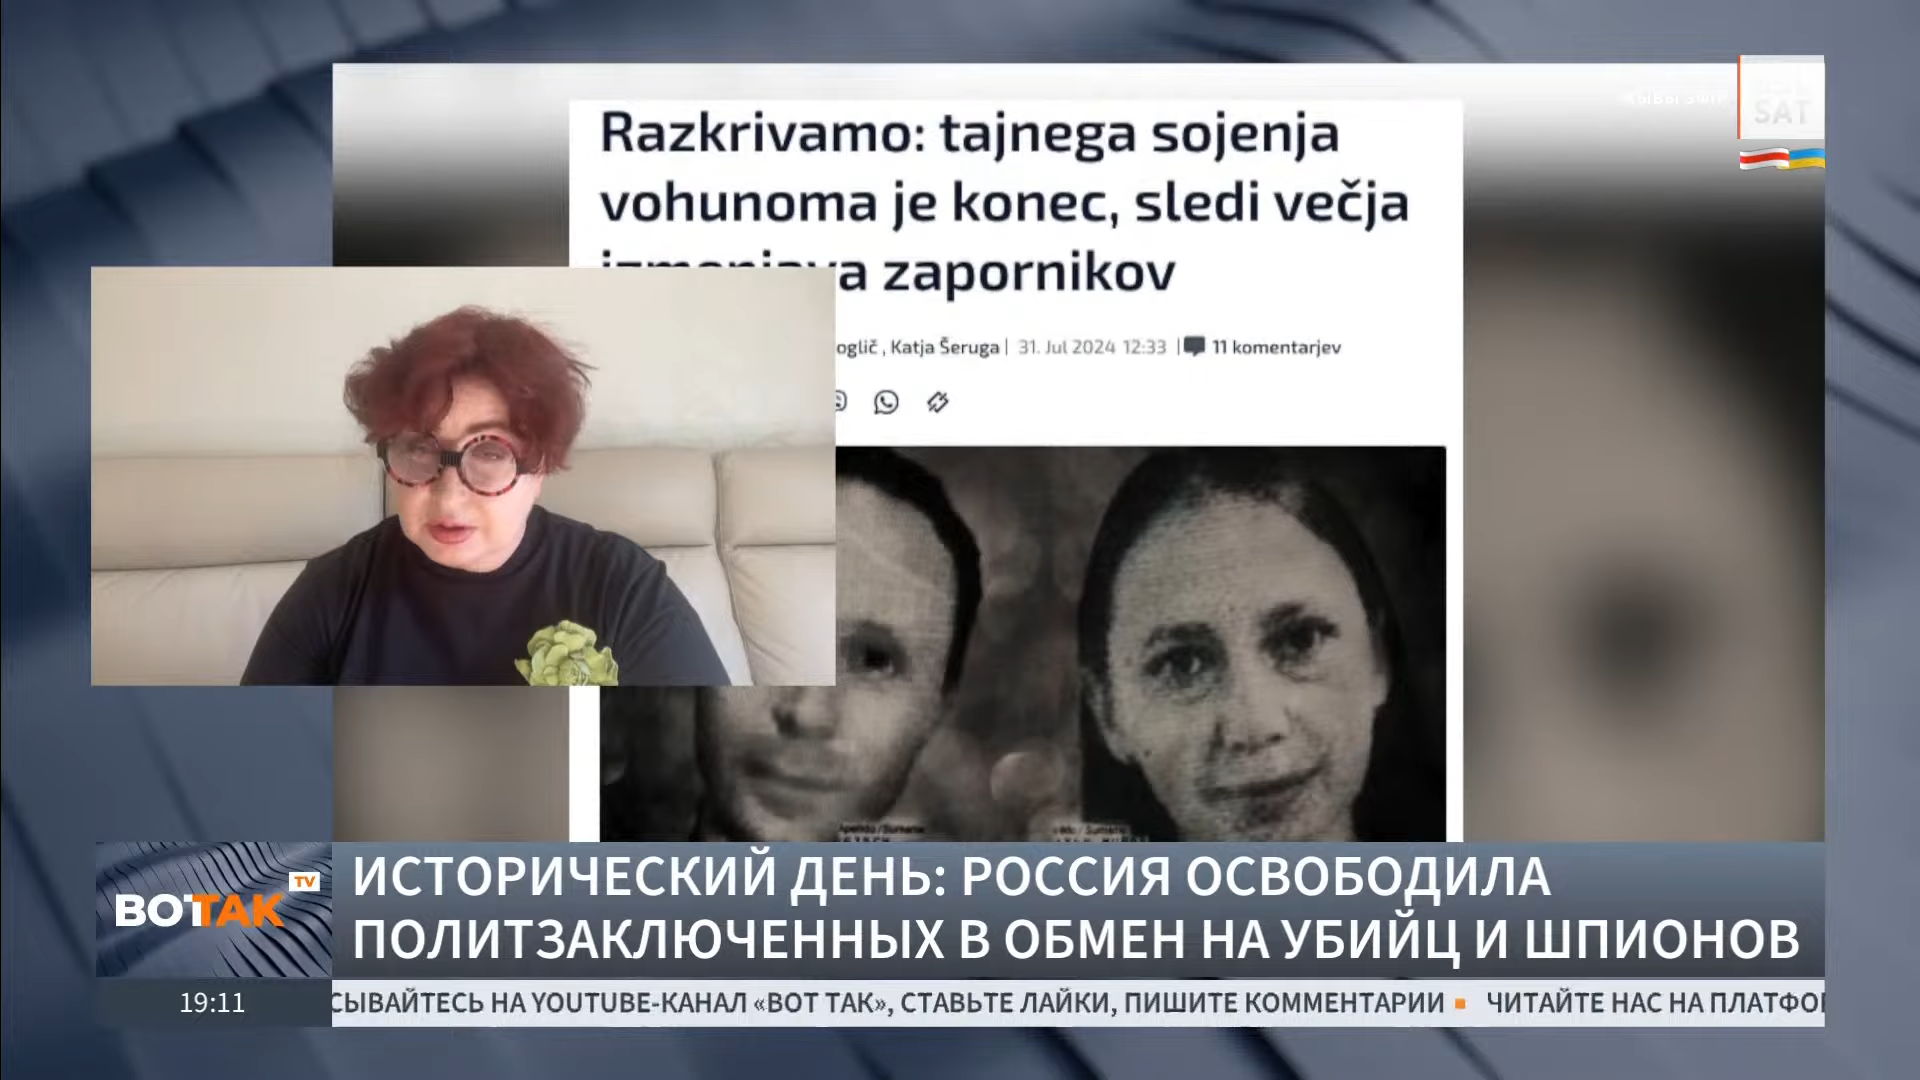 Razkrivamo: tajnega sojenja
vohunoma je konec, sledi večja
zapornikov
oglič, Katja Šeruga | 31. Jul 2024 12:33 | 11 komentarjev
SAT
ВОТТАК TV
ИСТОРИЧЕСКИЙ ДЕНЬ: РОССИЯ ОСВОБОДИЛА
ПОЛИТЗАКЛЮЧЕННЫХ В ОБМЕН НА УБИЙЦ И ШПИОНОВ
19:11
СЫВАЙТЕСЬ НА YOUTUBE-КАНАЛ «ВОТ ТАК», СТАВЬТЕ ЛАЙКИ, ПИШИТЕ КОММЕНТАРИИ ▪ ЧИТАЙТЕ НАС НА ПЛАТФО